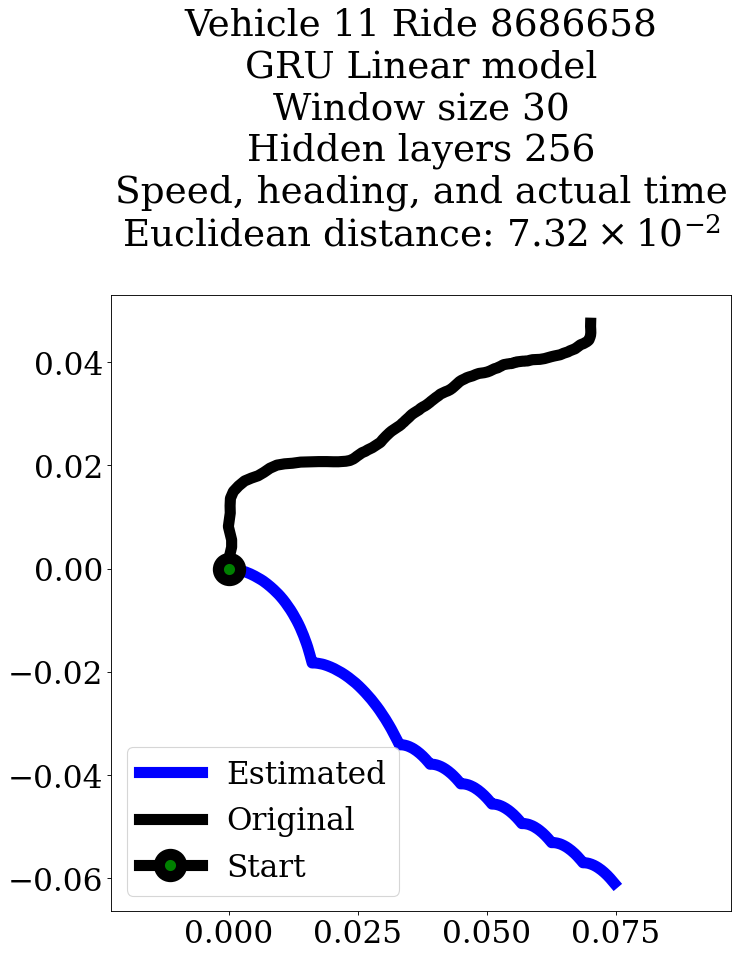 Vehicle 11 Ride 8686658
GRU Linear model
Window size 30
Hidden layers 256
Speed, heading, and actual time
Euclidean distance: 7.32 × 10⁻²
0.04
0.02
0.00
−0.02
−0.04
−0.06
Estimated
Original
Start
0.000 0.025 0.050 0.075